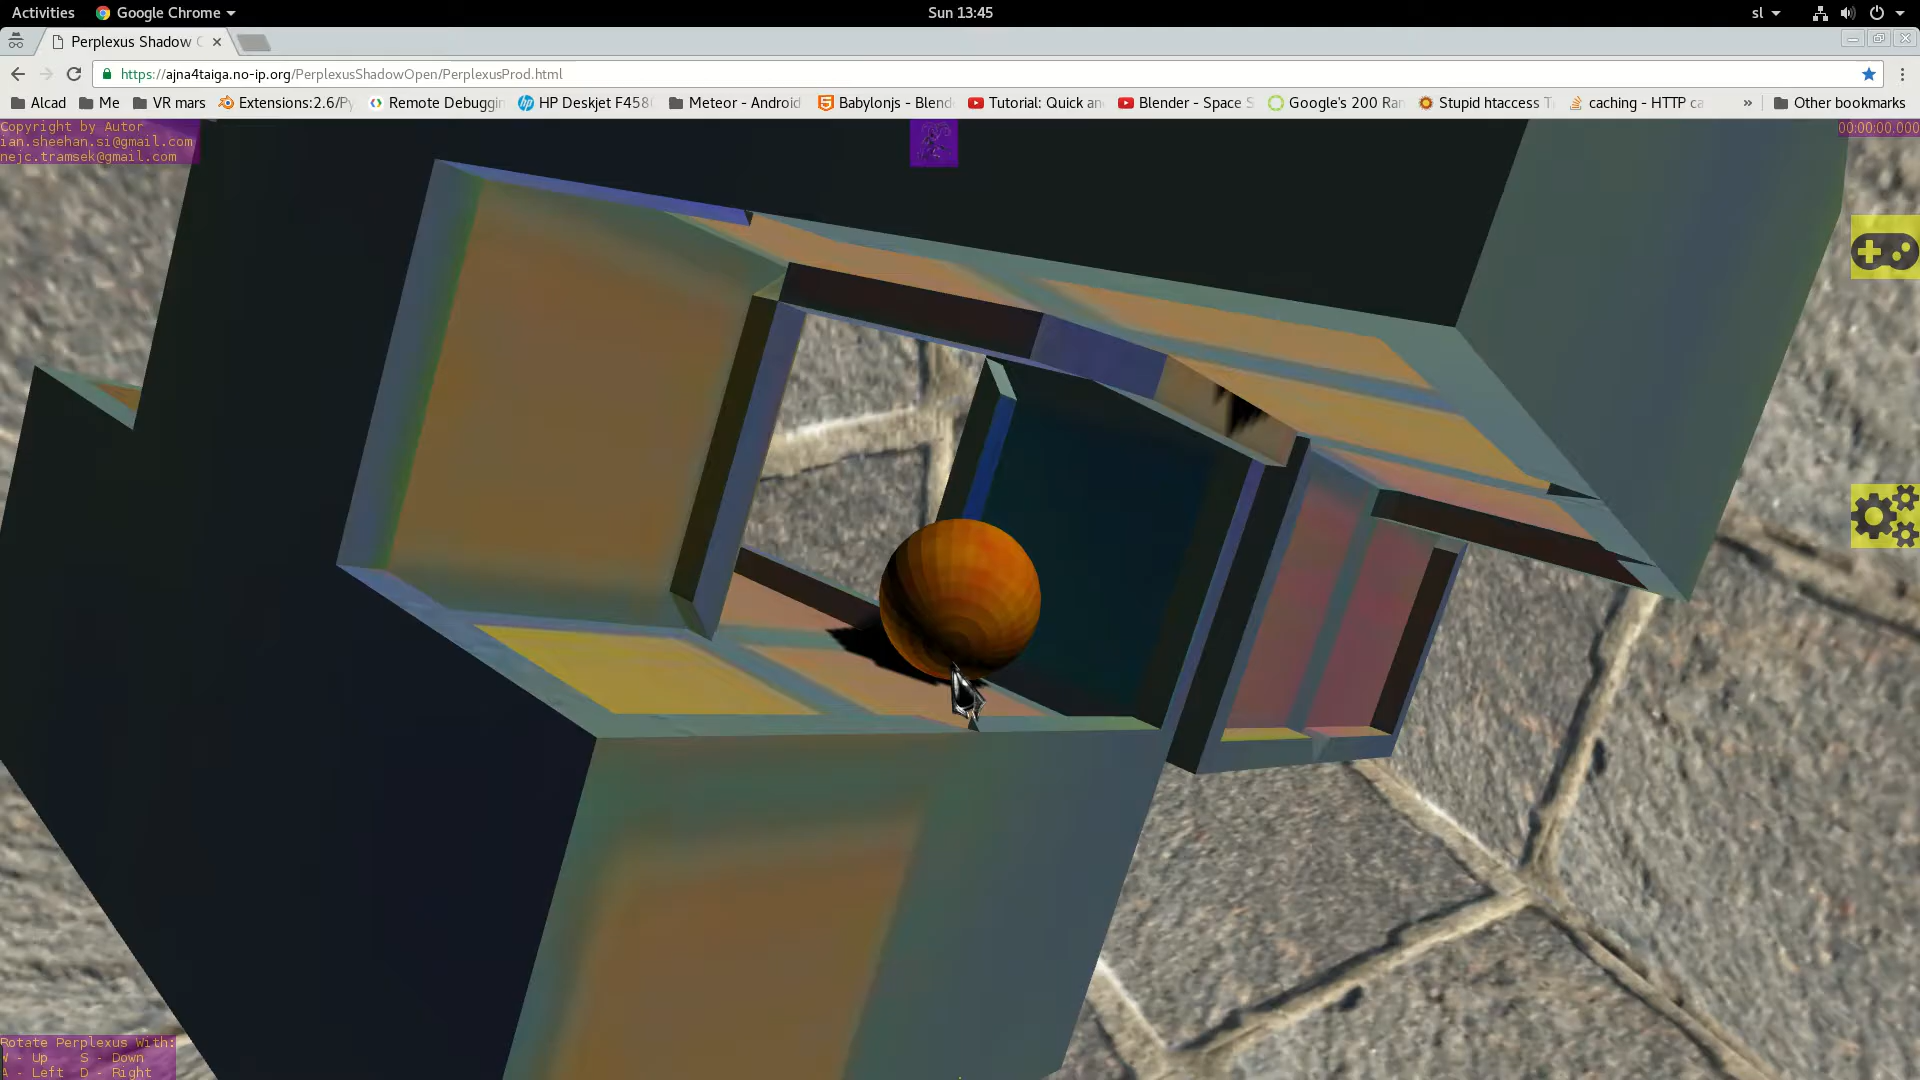 Activities
Google Chrome
Sun 13:45
sl
Perplexus Shadow
https://ajna4taiga.no-ip.org/PerplexusShadowOpen/PerplexusProd.html
Alcad
Me
VR mars
Extensions:2.6/Py
Remote Debuggin
HP Deskjet F458
Meteor - Android
Babylonjs - Blend
Tutorial: Quick an
Blender - Space S
Google's 200 Ran
Stupid htaccess T
caching - HTTP ca
»
Other bookmarks
Copyright by Autor
ian.sheehan.si@gmail.com
nejc.tramsek@gmail.com
00:00:00.000
Rotate Perplexus With:
W - Up S - Down
A - Left D - Right